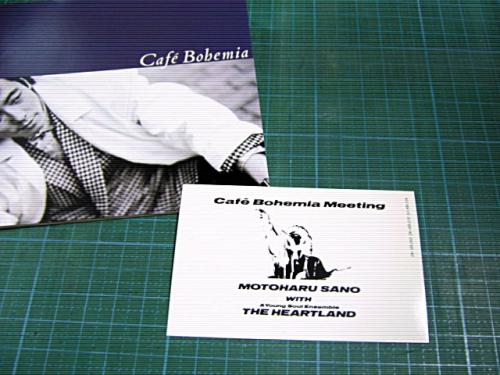 Café Bohemia
Café Bohemia Meeting
MOTOHARU SANO
WITH
A Young Soul Ensemble
THE HEARTLAND